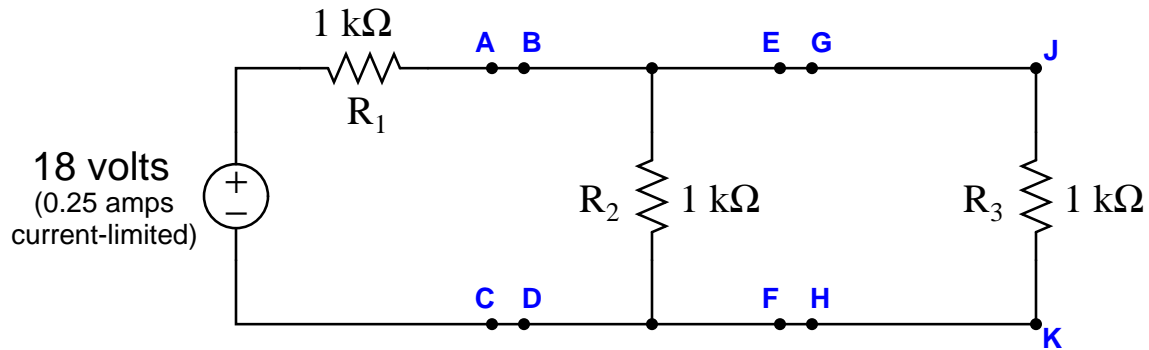 1 kΩ
A B E G J
R1
18 volts
(0.25 amps
current-limited)
+
−
R2 1 kΩ
R3 1 kΩ
C D F H
K